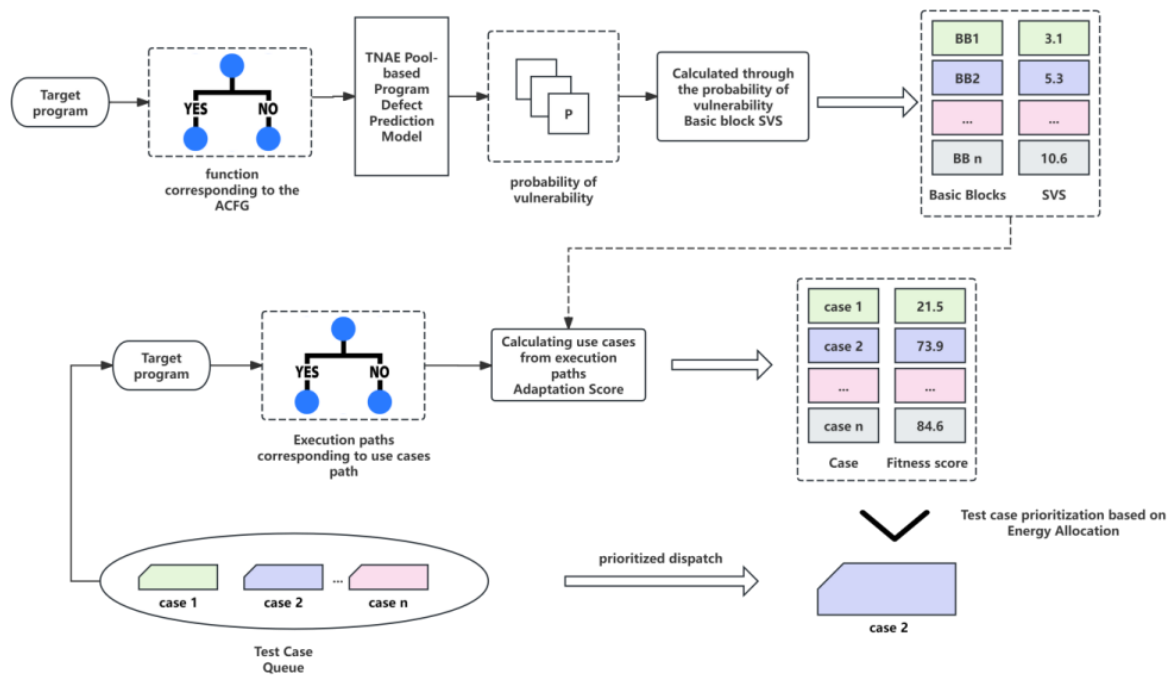 Target
program
YES
NO
function
corresponding to the
ACFG
TNAE Pool-
based
Program
Defect
Prediction
Model
P
probability of
vulnerability
Calculated through
the probability of
vulnerability
Basic block SVS
BB1
3.1
BB2
5.3
...
...
BB n
10.6
Basic Blocks
SVS
Target
program
YES
NO
Execution paths
corresponding to use cases
path
Calculating use cases
from execution
paths
Adaptation Score
case 1
21.5
case 2
73.9
...
...
case n
84.6
Case
Fitness score
Test case prioritization based on
Energy Allocation
case 1
case 2
...
case n
Test Case
Queue
prioritized dispatch
case 2